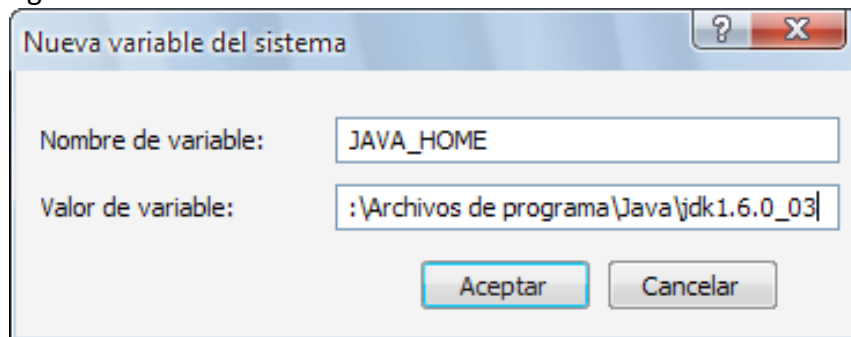 Nueva variable del sistema
Nombre de variable: JAVA_HOME
Valor de variable: :\Archivos de programa\Java\jdk1.6.0_03
Aceptar Cancelar